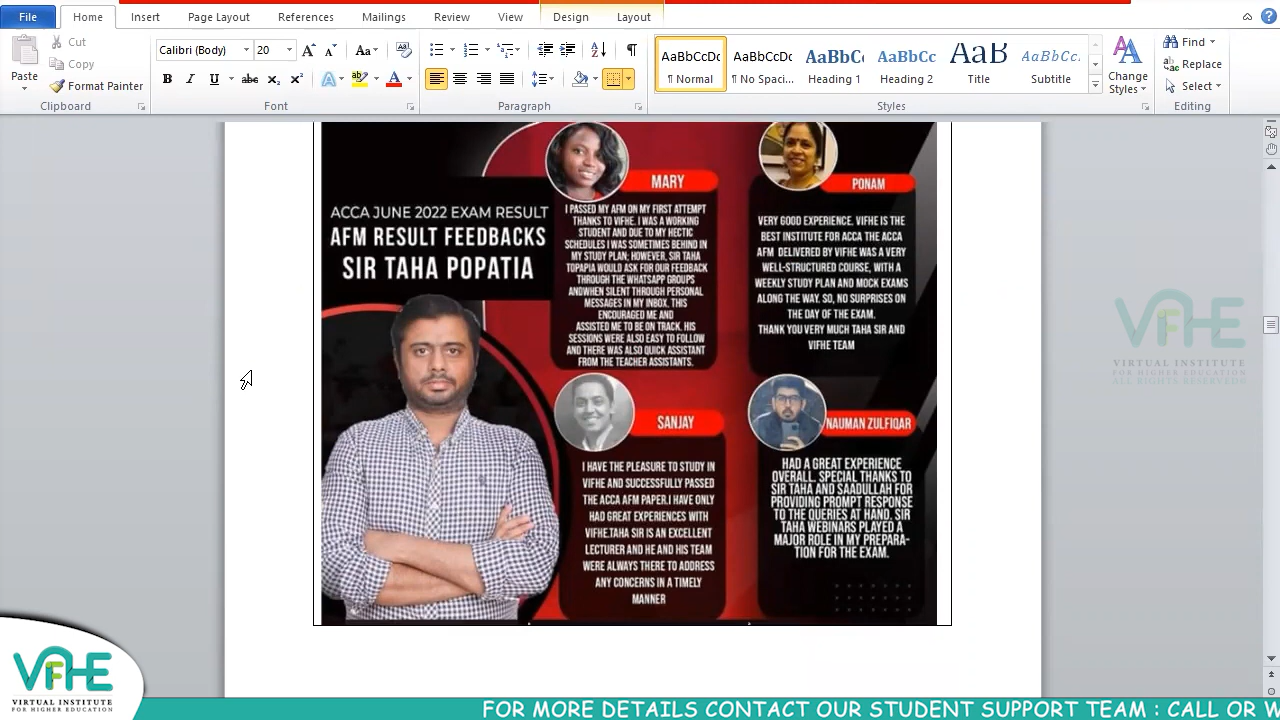 File
Home
Insert
Page Layout
References
Mailings
Review
View
Design
Layout
Paste
Cut
Copy
Format Painter
Clipboard
Calibri (Body)
20
Font
Paragraph
AaBbCcDc
¶ Normal
AaBbCcDc
¶ No Spaci...
AaBbC
Heading 1
AaBbCc
Heading 2
AaB
Title
AaBbCc.
Subtitle
Change
Styles
Styles
Find
Replace
Select
Editing
ACCA JUNE 2022 EXAM RESULT
AFM RESULT FEEDBACKS
SIR TAHA POPATIA
MARY
I PASSED MY AFM ON MY FIRST ATTEMPT
THANKS TO VIFHE. I WAS A WORKING
STUDENT AND DUE TO MY HECTIC
SCHEDULES I WAS SOMETIMES BEHIND IN
MY STUDY PLAN; HOWEVER, SIR TAHA
TOPAPIA WOULD ASK FOR OUR FEEDBACK
THROUGH THE WHATSAPP GROUPS
ANDWHEN SILENT THROUGH PERSONAL
MESSAGES IN MY INBOX. THIS
ENCOURAGED ME AND
ASSISTED ME TO BE ON TRACK. HIS
SESSIONS WERE ALSO EASY TO FOLLOW
AND THERE WAS ALSO QUICK ASSISTANT
FROM THE TEACHER ASSISTANTS.
PONAM
VERY GOOD EXPERIENCE. VIFHE IS THE
BEST INSTITUTE FOR ACCA THE ACCA
AFM DELIVERED BY VIFHE WAS A VERY
WELL-STRUCTURED COURSE, WITH A
WEEKLY STUDY PLAN AND MOCK EXAMS
ALONG THE WAY. SO, NO SURPRISES ON
THE DAY OF THE EXAM.
THANK YOU VERY MUCH TAHA SIR AND
VIFHE TEAM
SANJAY
I HAVE THE PLEASURE TO STUDY IN
VIFHE AND SUCCESSFULLY PASSED
THE ACCA AFM PAPER.I HAVE ONLY
HAD GREAT EXPERIENCES WITH
VIFHE.TAHA SIR IS AN EXCELLENT
LECTURER AND HE AND HIS TEAM
WERE ALWAYS THERE TO ADDRESS
ANY CONCERNS IN A TIMELY
MANNER
NAUMAN ZULFIQAR
HAD A GREAT EXPERIENCE
OVERALL. SPECIAL THANKS TO
SIR TAHA AND SAADULLAH FOR
PROVIDING PROMPT RESPONSE
TO THE QUERIES AT HAND. SIR
TAHA WEBINARS PLAYED A
MAJOR ROLE IN MY PREPARA-
TION FOR THE EXAM.
VIFHE
VIRTUAL INSTITUTE
FOR HIGHER EDUCATION
ALL RIGHTS RESERVEDS
VIFHE
VIRTUAL INSTITUTE
FOR HIGHER EDUCATION
FOR MORE DETAILS CONTACT OUR STUDENT SUPPORT TEAM : CALL OR W